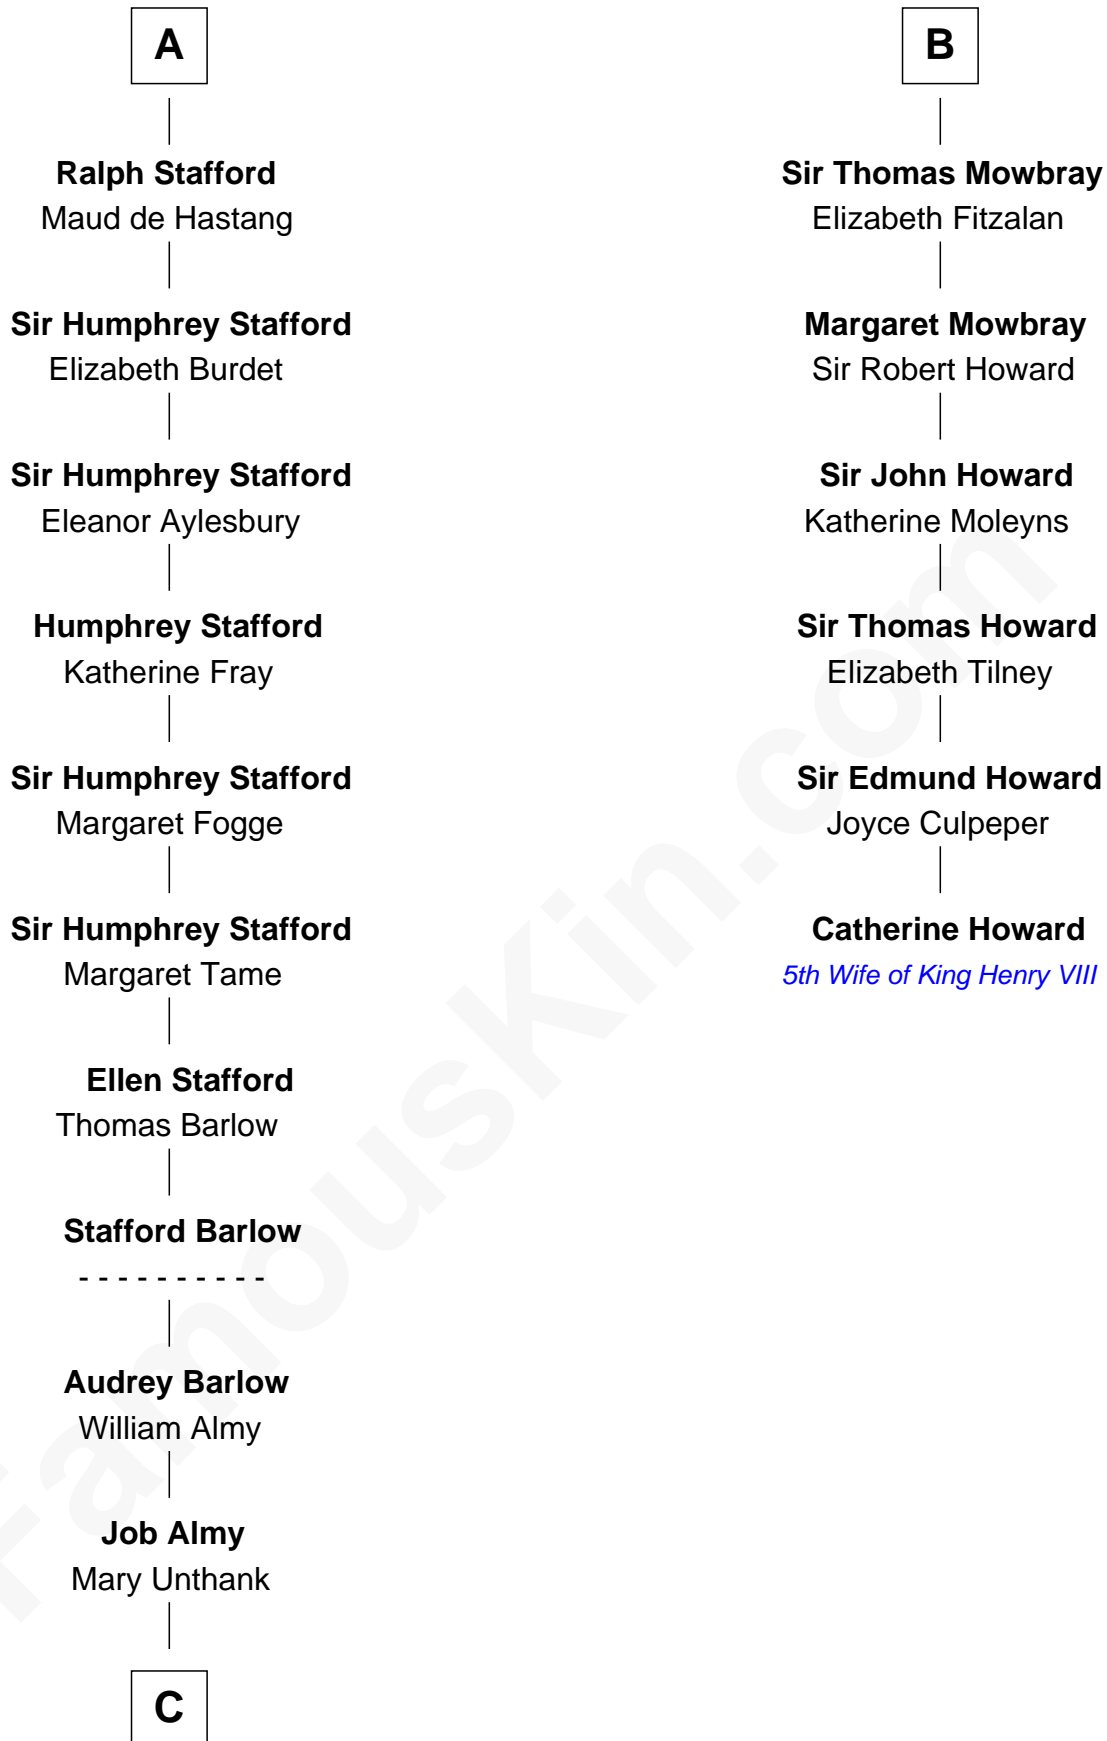 A
Ralph Stafford
Maud de Hastang
Sir Humphrey Stafford
Elizabeth Burdet
Sir Humphrey Stafford
Eleanor Aylesbury
Humphrey Stafford
Katherine Fray
Sir Humphrey Stafford
Margaret Fogge
Sir Humphrey Stafford
Margaret Tame
Ellen Stafford
Thomas Barlow
Stafford Barlow
- - - - - - - - - -
Audrey Barlow
William Almy
Job Almy
Mary Unthank
C
B
Sir Thomas Mowbray
Elizabeth Fitzalan
Margaret Mowbray
Sir Robert Howard
Sir John Howard
Katherine Moleyns
Sir Thomas Howard
Elizabeth Tilney
Sir Edmund Howard
Joyce Culpeper
Catherine Howard
5th Wife of King Henry VIII
FamousKin.com